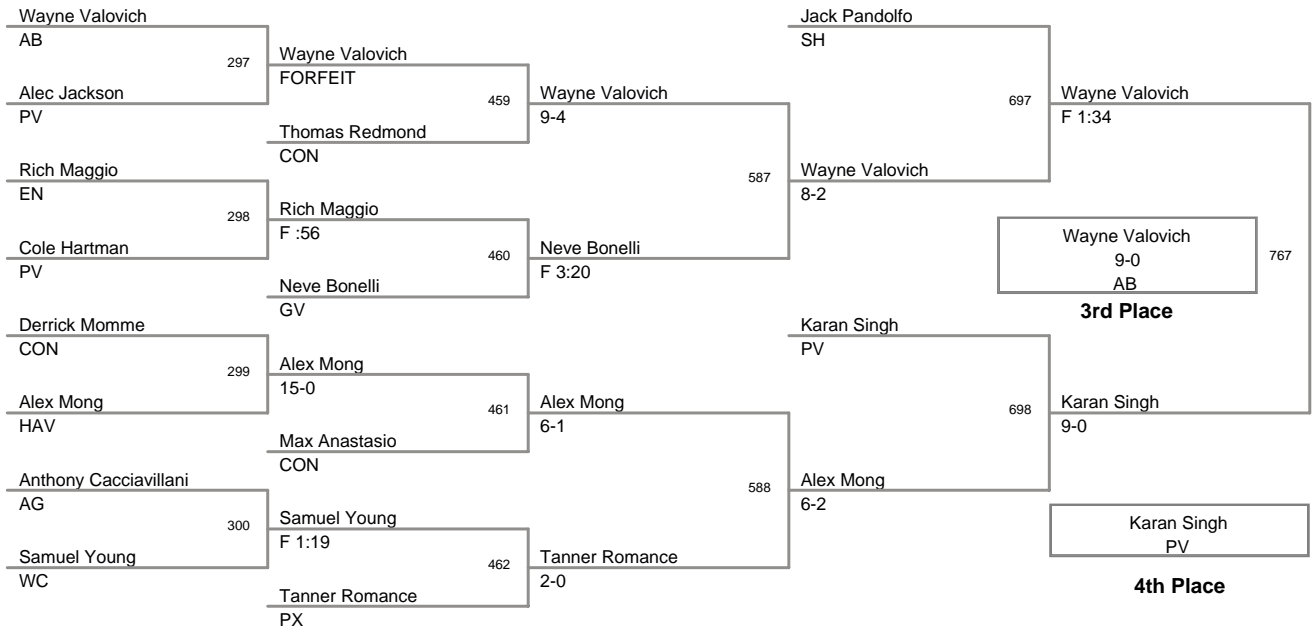 Wayne Valovich
AB
297
Alec Jackson
PV
Rich Maggio
EN
298
Cole Hartman
PV
Derrick Momme
CON
299
Alex Mong
HAV
Anthony Cacciavillani
AG
300
Samuel Young
WC
Wayne Valovich
FORFEIT
459
Thomas Redmond
CON
Rich Maggio
F :56
460
Neve Bonelli
GV
Alex Mong
15-0
461
Max Anastasio
CON
Samuel Young
F 1:19
462
Tanner Romance
PX
Wayne Valovich
9-4
587
Neve Bonelli
F 3:20
Alex Mong
6-1
588
Tanner Romance
2-0
Jack Pandolfo
SH
697
Wayne Valovich
8-2
Karan Singh
PV
698
Alex Mong
6-2
Wayne Valovich
F 1:34
767
Karan Singh
9-0
Wayne Valovich
9-0
AB
3rd Place
Karan Singh
PV
4th Place